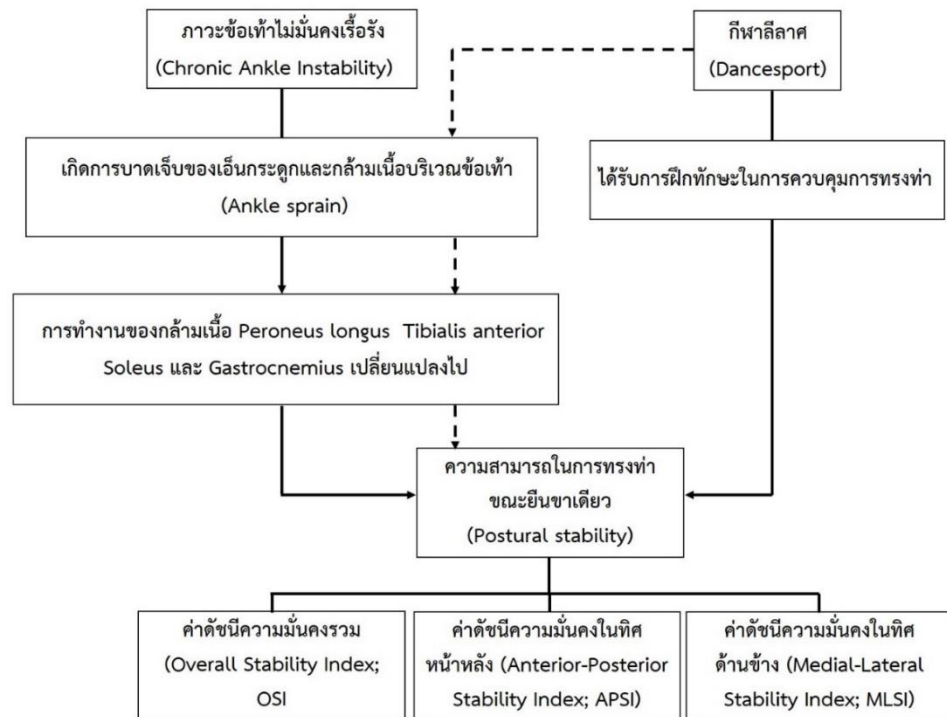 ภาวะข้อเท้าไม่มั่นคงเรื้อรัง
(Chronic Ankle Instability)
กีฬาลีลาศ
(Dancesport)
เกิดการบาดเจ็บของเอ็นกระดูกและกล้ามเนื้อบริเวณข้อเท้า
(Ankle sprain)
ได้รับการฝึกทักษะในการควบคุมการทรงท่า
การทำงานของกล้ามเนื้อ Peroneus longus Tibialis anterior
Soleus และ Gastrocnemius เปลี่ยนแปลงไป
ความสามารถในการทรงท่า
ขณะยืนขาเดียว
(Postural stability)
ค่าดัชนีความมั่นคงรวม
(Overall Stability Index;
OSI
ค่าดัชนีความมั่นคงในทิศ
หน้าหลัง (Anterior-Posterior
Stability Index; APSI)
ค่าดัชนีความมั่นคงในทิศ
ด้านข้าง (Medial-Lateral
Stability Index; MLSI)